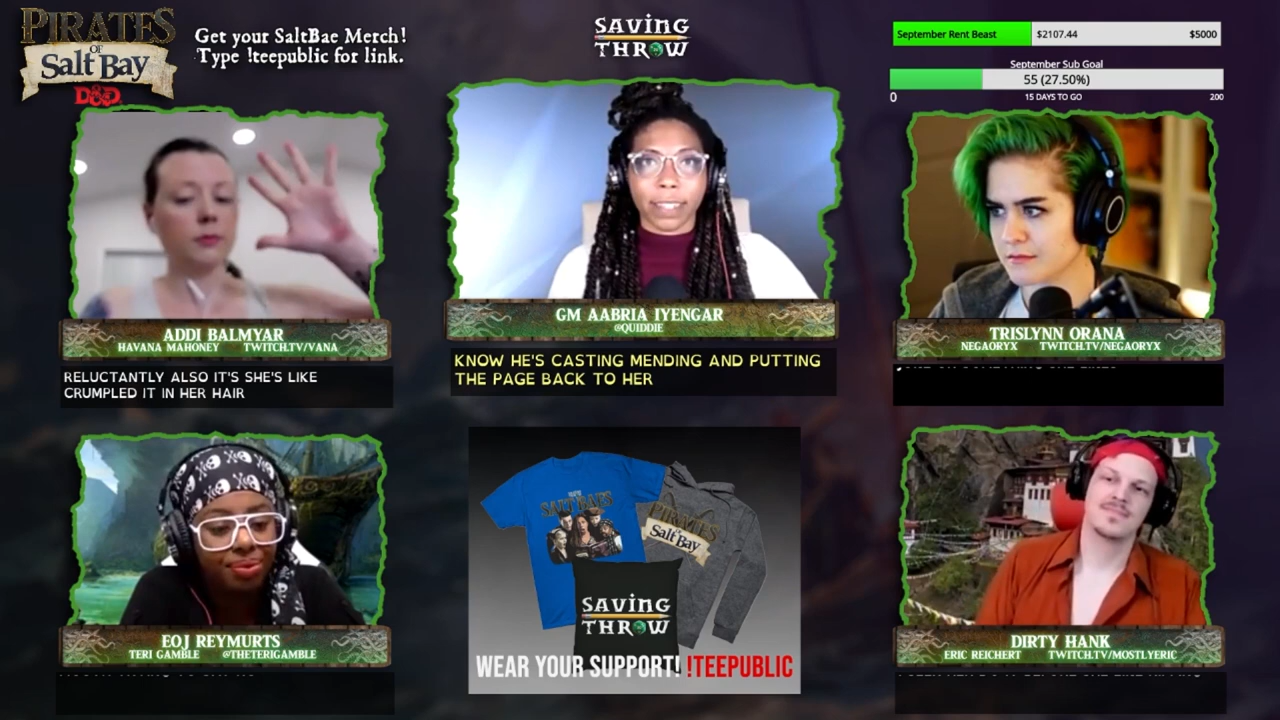 PIRATES
OF
Salt Bay
D&D
Get your SaltBae Merch!
Type !teepublic for link.
SAVING
THROW
September Rent Beast
$2107.44
$5000
September Sub Goal
55 (27.50%)
0
15 DAYS TO GO
200
ADDI BALMYAR
HAVANA MAHONEY TWITCH.TV/VANA
RELUCTANTLY ALSO IT'S SHE'S LIKE
CRUMPLED IT IN HER HAIR
GM AABRIA IYENGAR
@QUIDDIE
KNOW HE'S CASTING MENDING AND PUTTING
THE PAGE BACK TO HER
TRISLYNN ORANA
NEGAORYX TWITCH.TV/NEGAORYX
EOJ REYMURTS
TERI GAMBLE @THETERIGAMBLE
SALT BAES
PIRATES
OF
Salt Bay
SAVING
THROW
WEAR YOUR SUPPORT! !TEEPUBLIC
DIRTY HANK
ERIC REICHERT TWITCH.TV/MOSTLYERIC